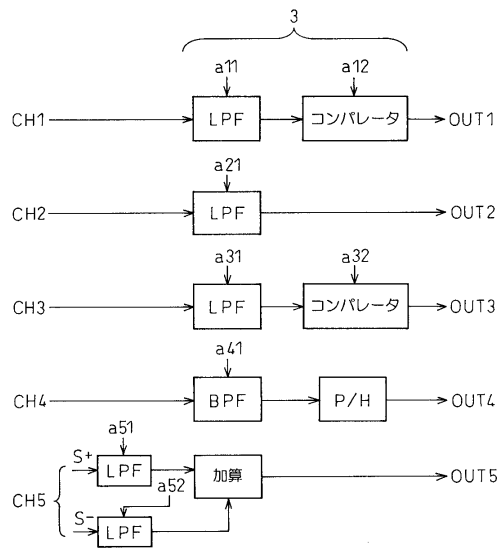 3
a11 a12
CH1 LPF コンパレータ OUT1
a21
CH2 LPF OUT2
a31 a32
CH3 LPF コンパレータ OUT3
a41
CH4 BPF P/H OUT4
a51
S+ LPF 加算 OUT5
CH5 a52
S- LPF